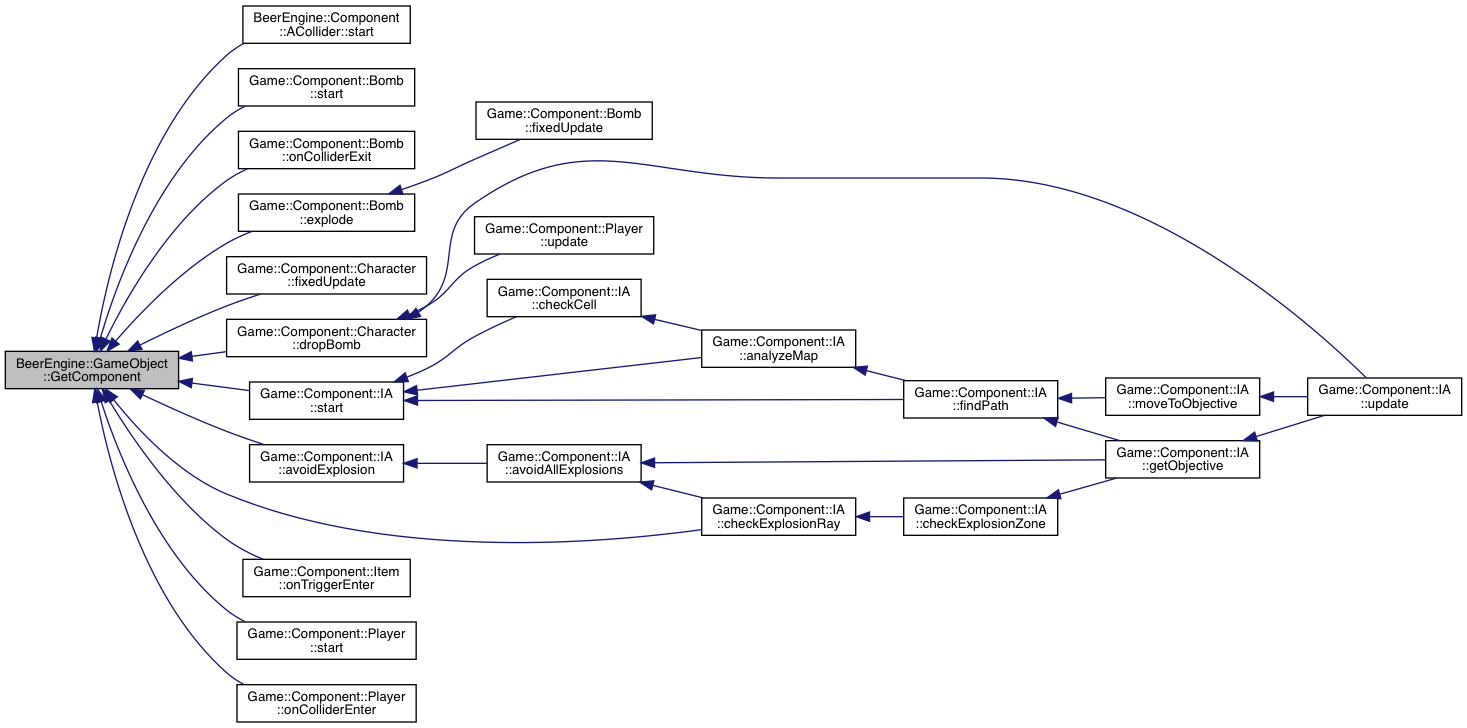 BeerEngine::Component
::ACollider::start
Game::Component::Bomb
::start
Game::Component::Bomb
::onColliderExit
Game::Component::Bomb
::explode
Game::Component::Bomb
::fixedUpdate
Game::Component::Character
::fixedUpdate
Game::Component::Player
::update
Game::Component::Character
::dropBomb
Game::Component::IA
::checkCell
BeerEngine::GameObject
::GetComponent
Game::Component::IA
::start
Game::Component::IA
::analyzeMap
Game::Component::IA
::findPath
Game::Component::IA
::moveToObjective
Game::Component::IA
::update
Game::Component::IA
::avoidExplosion
Game::Component::IA
::avoidAllExplosions
Game::Component::IA
::getObjective
Game::Component::IA
::checkExplosionRay
Game::Component::IA
::checkExplosionZone
Game::Component::Item
::onTriggerEnter
Game::Component::Player
::start
Game::Component::Player
::onColliderEnter